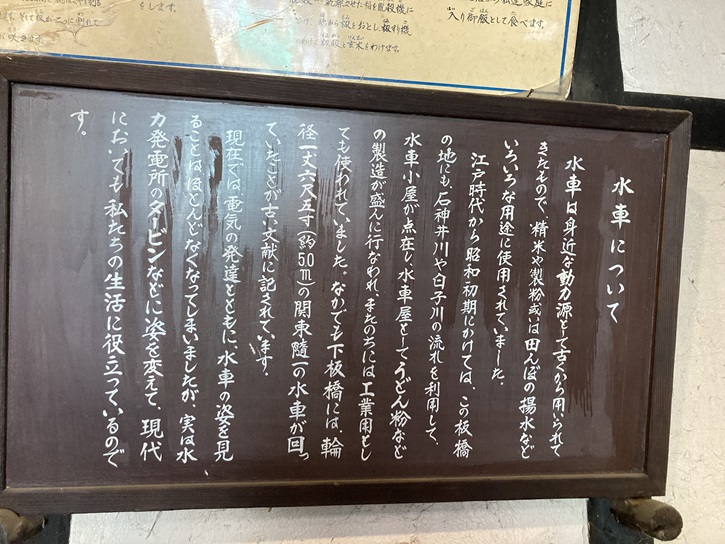 水車について
水車は身近な動力源として古くから用いられて
きたもので、精米や製粉或いは田んぼの揚水など
いろいろな用途に使用されていました。
江戸時代から昭和初期にかけては、この板橋
の地にも、石神井川や白子川の流れを利用して、
水車小屋が点在し、水車屋としてうどん粉など
の製造が盛んに行なわれ、またのちには工業用とし
ても使われていました。なかでも下板橋には、輪
径一丈六尺五寸(約5.0m)の関東随一の水車が回っ
ていたことが古い文献に記されています。
現在では、電気の発達とともに、水車の姿を見
ることはほとんどなくなってしまいましたが、実は水
力発電所のタービンなどに姿を変えて、現代
においても私たちの生活に役立っているので
す。
入り御飯として食べます。
をします。